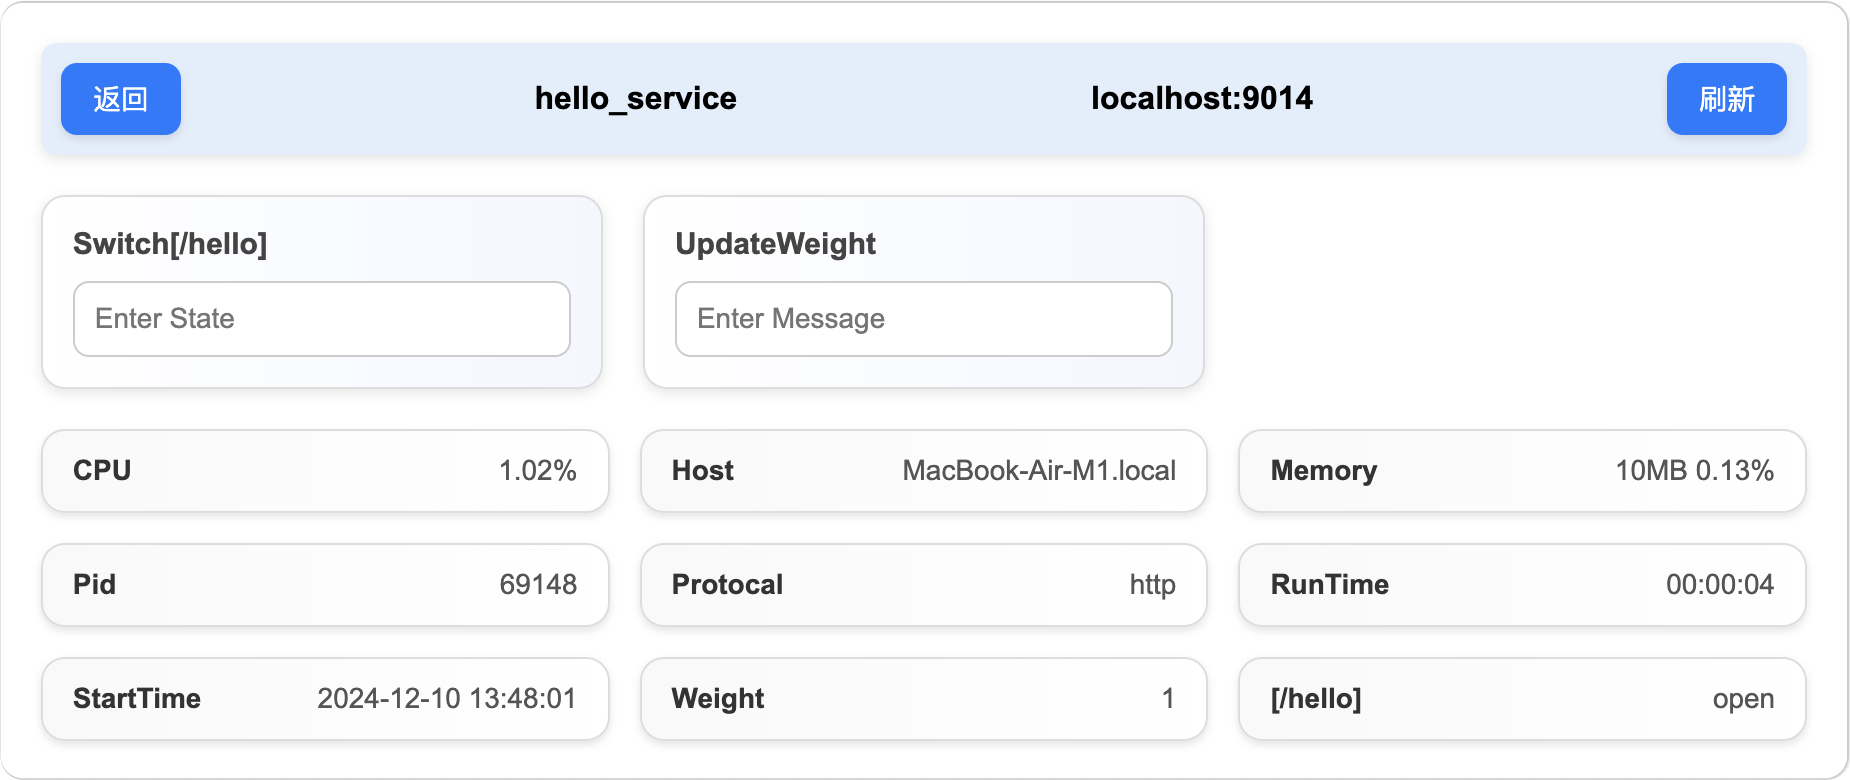 返回 hello_service localhost:9014 刷新
Switch[/hello] UpdateWeight
Enter State Enter Message
CPU 1.02% Host MacBook-Air-M1.local Memory 10MB 0.13%
Pid 69148 Protocal http RunTime 00:00:04
StartTime 2024-12-10 13:48:01 Weight 1 [/hello] open